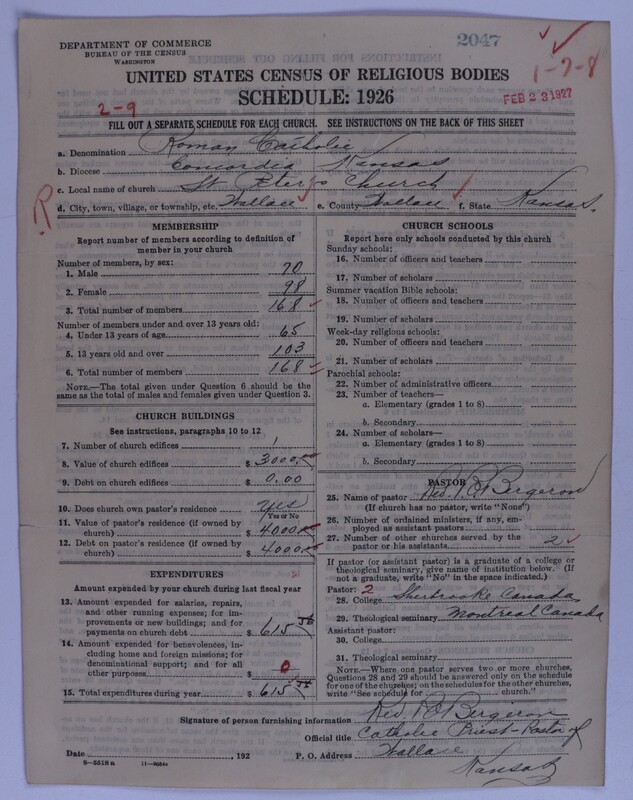 DEPARTMENT OF COMMERCE
BUREAU OF THE CENSUS
WASHINGTON
2047
1-7-8
UNITED STATES CENSUS OF RELIGIOUS BODIES
SCHEDULE: 1926
FEB 23 1927
2-9
FILL OUT A SEPARATE SCHEDULE FOR EACH CHURCH. SEE INSTRUCTIONS ON THE BACK OF THIS SHEET
a. Denomination Roman Catholic
b. Diocese Concordia Kansas
c. Local name of church St Peter's Church
d. City, town, village, or township, etc. Wallace e. County Wallace f. State Kansas.
R
MEMBERSHIP
Report number of members according to definition of member in your church
Number of members, by sex:
1. Male 70
2. Female 98
3. Total number of members 168
Number of members under and over 13 years old:
4. Under 13 years of age 65
5. 13 years old and over 103
6. Total number of members 168
NOTE.—The total given under Question 6 should be the same as the total of males and females given under Question 3.
CHURCH BUILDINGS
See instructions, paragraphs 10 to 12
7. Number of church edifices 1
8. Value of church edifices $ 3000.00
9. Debt on church edifices $ 0.00
10. Does church own pastor's residence yes
Yes or No
11. Value of pastor's residence (if owned by church) $ 4000.00
12. Debt on pastor's residence (if owned by church) $ 4000.00
EXPENDITURES
Amount expended by your church during last fiscal year
13. Amount expended for salaries, repairs, and other running expenses; for improvements or new buildings; and for payments on church debt $ 615
14. Amount expended for benevolences, including home and foreign missions; for denominational support; and for all other purposes $ 0
15. Total expenditures during year $ 615
CHURCH SCHOOLS
Report here only schools conducted by this church
Sunday schools:
16. Number of officers and teachers
17. Number of scholars
Summer vacation Bible schools:
18. Number of officers and teachers
19. Number of scholars
Week-day religious schools:
20. Number of officers and teachers
21. Number of scholars
Parochial schools:
22. Number of administrative officers
23. Number of teachers—
a. Elementary (grades 1 to 8)
b. Secondary
24. Number of scholars—
a. Elementary (grades 1 to 8)
b. Secondary
PASTOR
25. Name of pastor Rev. P. E. Bergeron
(If church has no pastor, write "None")
26. Number of ordained ministers, if any, employed as assistant pastors
27. Number of other churches served by the pastor or his assistants 2
If pastor (or assistant pastor) is a graduate of a college or theological seminary, give name of institution below. (If not a graduate, write "No" in the space indicated.)
Pastor: 2
28. College Sherbrooke Canada
29. Theological seminary Montreal Canada
Assistant pastor:
30. College
31. Theological seminary
NOTE.—Where one pastor serves two or more churches, Questions 28 and 29 should be answered only on the schedule for one of the churches; on the schedules for the other churches, write "See schedule for church."
Signature of person furnishing information Rev P. E. Bergeron
Official title Catholic Priest-Pastor of
Date , 192 P. O. Address Wallace
Kansas
8-5518a